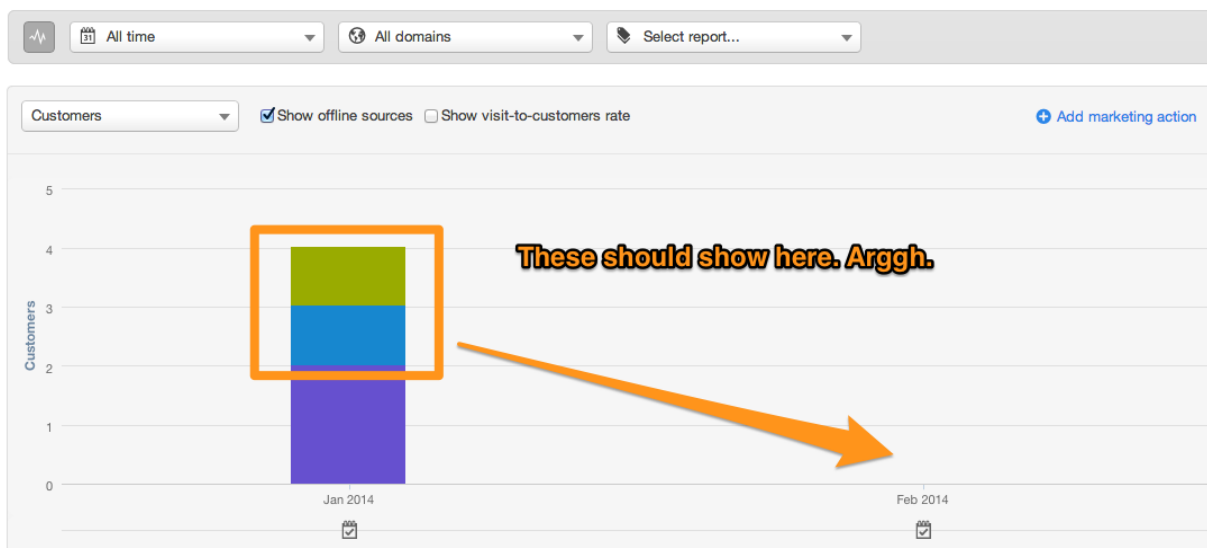 31 All time All domains Select report...
Customers Show offline sources Show visit-to-customers rate Add marketing action
5
4
These should show here. Arggh.
3
Customers
2
1
0
Jan 2014 Feb 2014